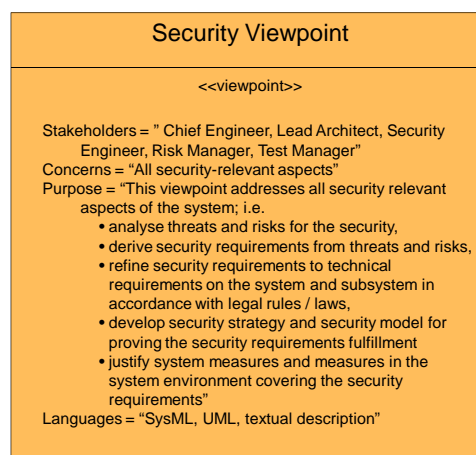 Security Viewpoint
<<viewpoint>>
Stakeholders = " Chief Engineer, Lead Architect, Security
Engineer, Risk Manager, Test Manager"
Concerns = "All security-relevant aspects"
Purpose = "This viewpoint addresses all security relevant
aspects of the system; i.e.
• analyse threats and risks for the security,
• derive security requirements from threats and risks,
• refine security requirements to technical
requirements on the system and subsystem in
accordance with legal rules / laws,
• develop security strategy and security model for
proving the security requirements fulfillment
• justify system measures and measures in the
system environment covering the security
requirements"
Languages = "SysML, UML, textual description"